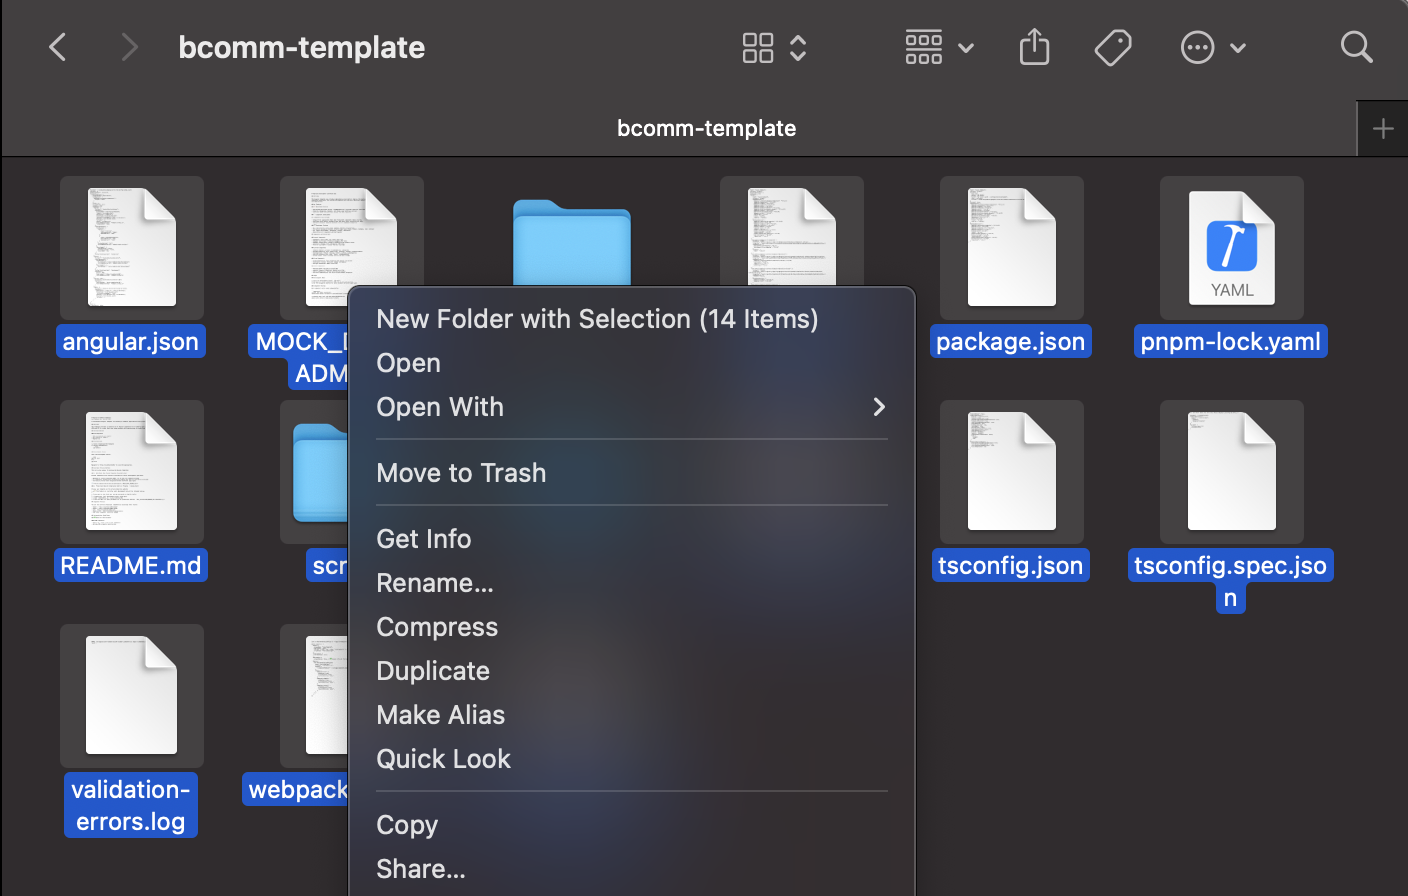 bcomm-template
bcomm-template
YAML
angular.json
MOCK_
ADM
package.json
pnpm-lock.yaml
README.md
scr
tsconfig.json
tsconfig.spec.jso
n
validation-
errors.log
webpack
New Folder with Selection (14 Items)
Open
Open With
Move to Trash
Get Info
Rename...
Compress
Duplicate
Make Alias
Quick Look
Copy
Share...